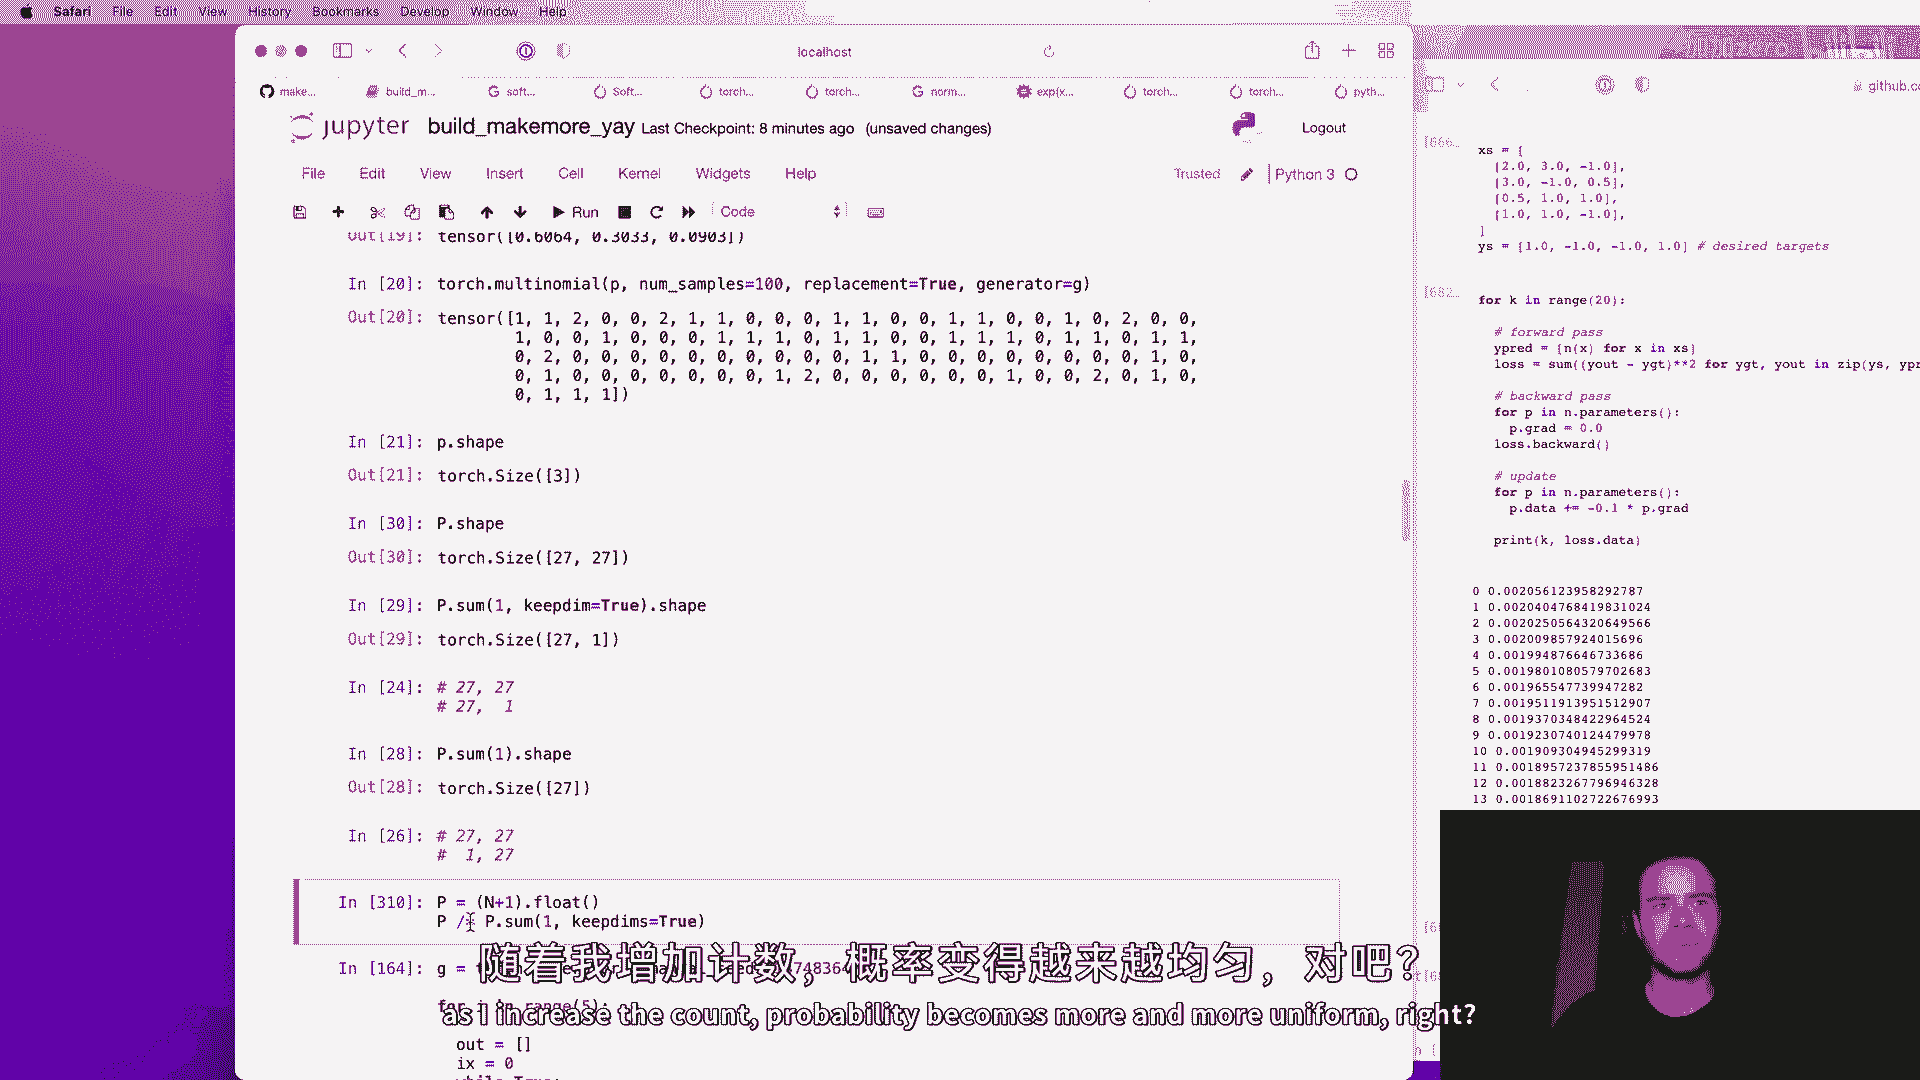 Safari File Edit View History Bookmarks Develop Window Help
localhost
make... build_m... soft... Soft... torch... torch... norm... exp(x... torch... torch... pyth...
jupyter build_makemore_yay Last Checkpoint: 8 minutes ago (unsaved changes) Logout
File Edit View Insert Cell Kernel Widgets Help Trusted Python 3
Run Code
Out[19]: tensor([0.6064, 0.3033, 0.0903])
In [20]: torch.multinomial(p, num_samples=100, replacement=True, generator=g)
Out[20]: tensor([1, 1, 2, 0, 0, 2, 1, 1, 0, 0, 0, 1, 1, 0, 0, 1, 1, 0, 0, 1, 0, 2, 0, 0,
1, 0, 0, 1, 0, 0, 0, 1, 1, 1, 0, 1, 1, 0, 0, 1, 1, 1, 0, 1, 1, 0, 1, 1,
0, 2, 0, 0, 0, 0, 0, 0, 0, 0, 0, 0, 1, 1, 0, 0, 0, 0, 0, 0, 0, 0, 1, 0,
0, 1, 0, 0, 0, 0, 0, 0, 0, 1, 2, 0, 0, 0, 0, 0, 0, 1, 0, 0, 2, 0, 1, 0,
0, 1, 1, 1])
In [21]: p.shape
Out[21]: torch.Size([3])
In [30]: P.shape
Out[30]: torch.Size([27, 27])
In [29]: P.sum(1, keepdim=True).shape
Out[29]: torch.Size([27, 1])
In [24]: # 27, 27
# 27, 1
In [28]: P.sum(1).shape
Out[28]: torch.Size([27])
In [26]: # 27, 27
# 1, 27
In [310]: P = (N+1).float()
P /= P.sum(1, keepdims=True)
In [164]: g =
for i in range(5):
out = []
ix = 0
while True:
github.co
[666...
xs = [
[2.0, 3.0, -1.0],
[3.0, -1.0, 0.5],
[0.5, 1.0, 1.0],
[1.0, 1.0, -1.0],
]
ys = [1.0, -1.0, -1.0, 1.0] # desired targets
[682...
for k in range(20):
# forward pass
ypred = [n(x) for x in xs]
loss = sum((yout - ygt)**2 for ygt, yout in zip(ys, ypr
# backward pass
for p in n.parameters():
p.grad = 0.0
loss.backward()
# update
for p in n.parameters():
p.data += -0.1 * p.grad
print(k, loss.data)
0 0.002056123958292787
1 0.0020404768419831024
2 0.0020250564320649566
3 0.002009857924015696
4 0.001994876646733686
5 0.0019801080579702683
6 0.001965547739947282
7 0.0019511913951512907
8 0.0019370348422964524
9 0.0019230740124479978
10 0.001909304945299319
11 0.0018957237855951486
12 0.0018823267796946328
13 0.0018691102722676993
随着我增加计数，概率变得越来越均匀，对吧？
as I increase the count, probability becomes more and more uniform, right?